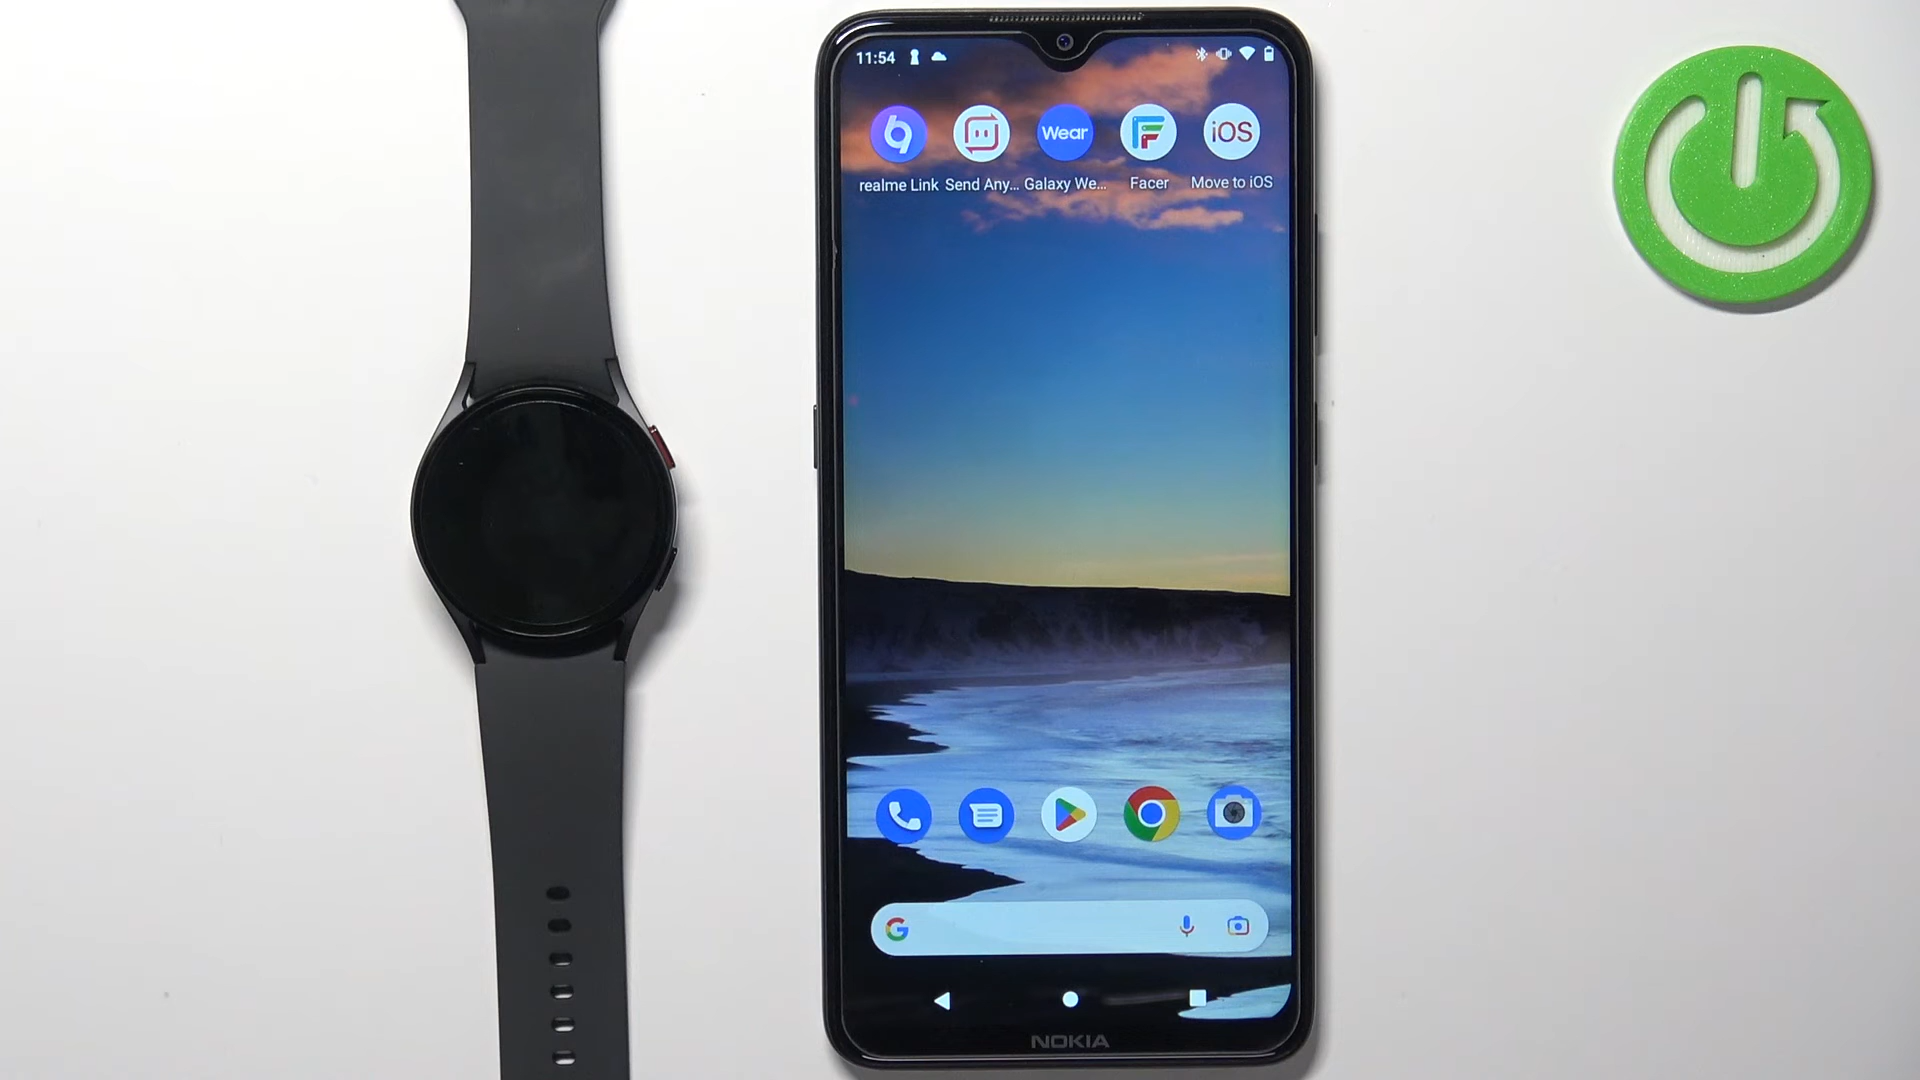 11:54
Wear
iOS
realme Link Send Any... Galaxy We... Facer Move to iOS
G
NOKIA